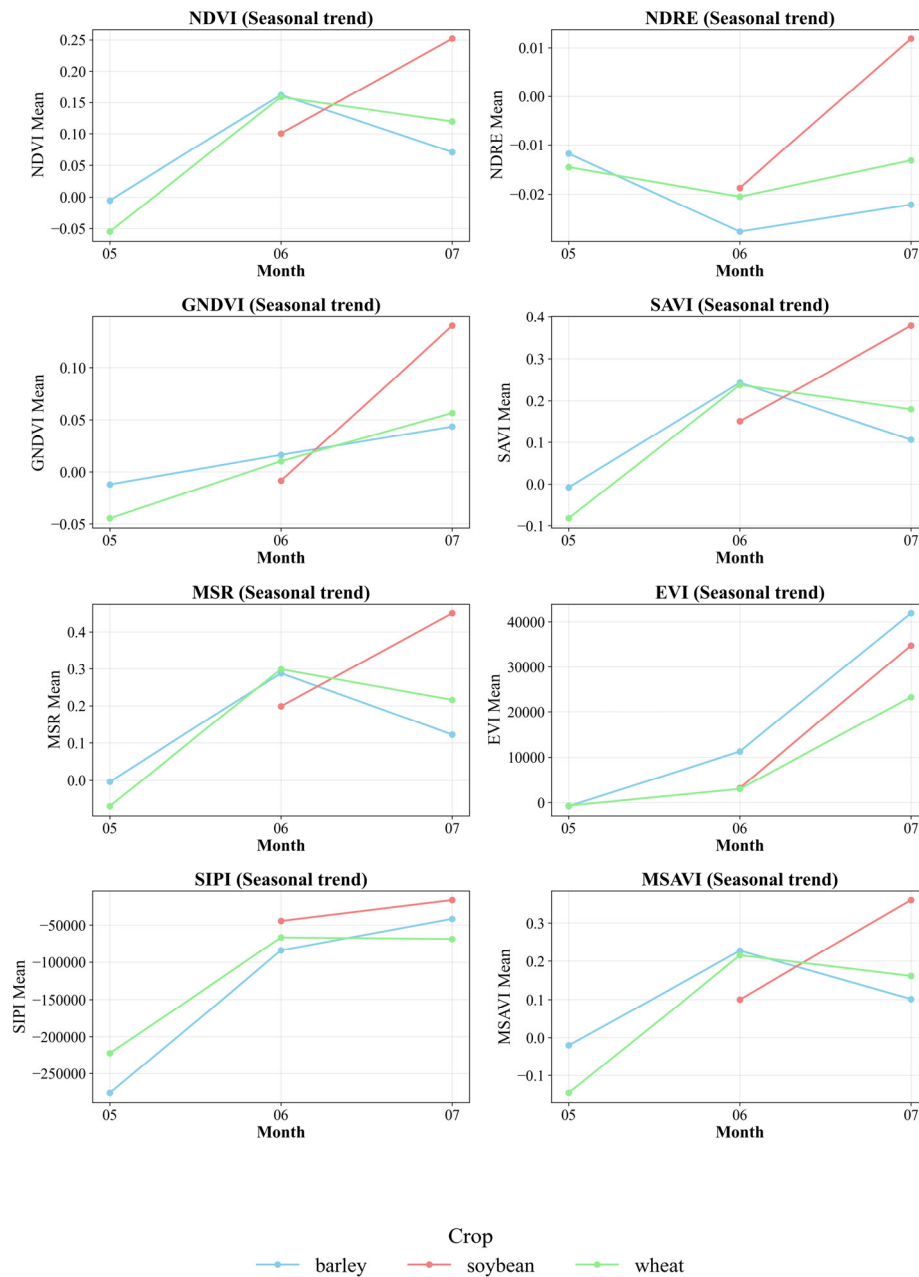 NDVI (Seasonal trend)
NDVI Mean
0.25
0.20
0.15
0.10
0.05
0.00
−0.05
05 06 07
Month
NDRE (Seasonal trend)
NDRE Mean
0.01
0.00
−0.01
−0.02
05 06 07
Month
GNDVI (Seasonal trend)
GNDVI Mean
0.10
0.05
0.00
−0.05
05 06 07
Month
SAVI (Seasonal trend)
SAVI Mean
0.4
0.3
0.2
0.1
0.0
−0.1
05 06 07
Month
MSR (Seasonal trend)
MSR Mean
0.4
0.3
0.2
0.1
0.0
05 06 07
Month
EVI (Seasonal trend)
EVI Mean
40000
30000
20000
10000
0
05 06 07
Month
SIPI (Seasonal trend)
SIPI Mean
−50000
−100000
−150000
−200000
−250000
05 06 07
Month
MSAVI (Seasonal trend)
MSAVI Mean
0.3
0.2
0.1
0.0
−0.1
05 06 07
Month
Crop
barley soybean wheat